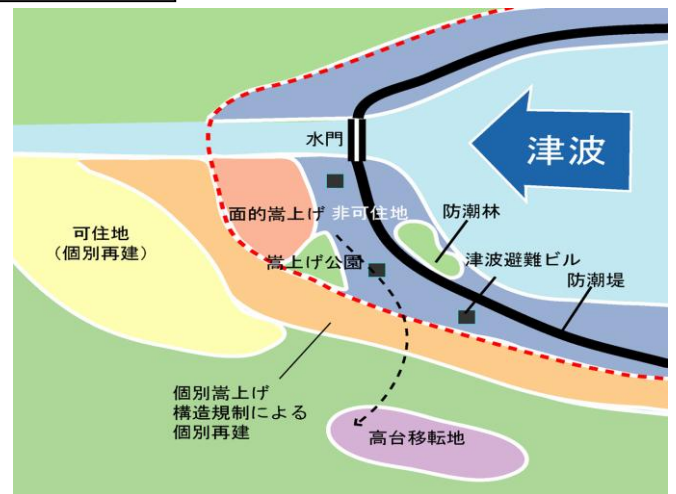 津波
水門
面的嵩上げ
非可住地
防潮林
可住地
（個別再建）
嵩上げ公園
津波避難ビル
防潮堤
個別嵩上げ
構造規制による
個別再建
高台移転地